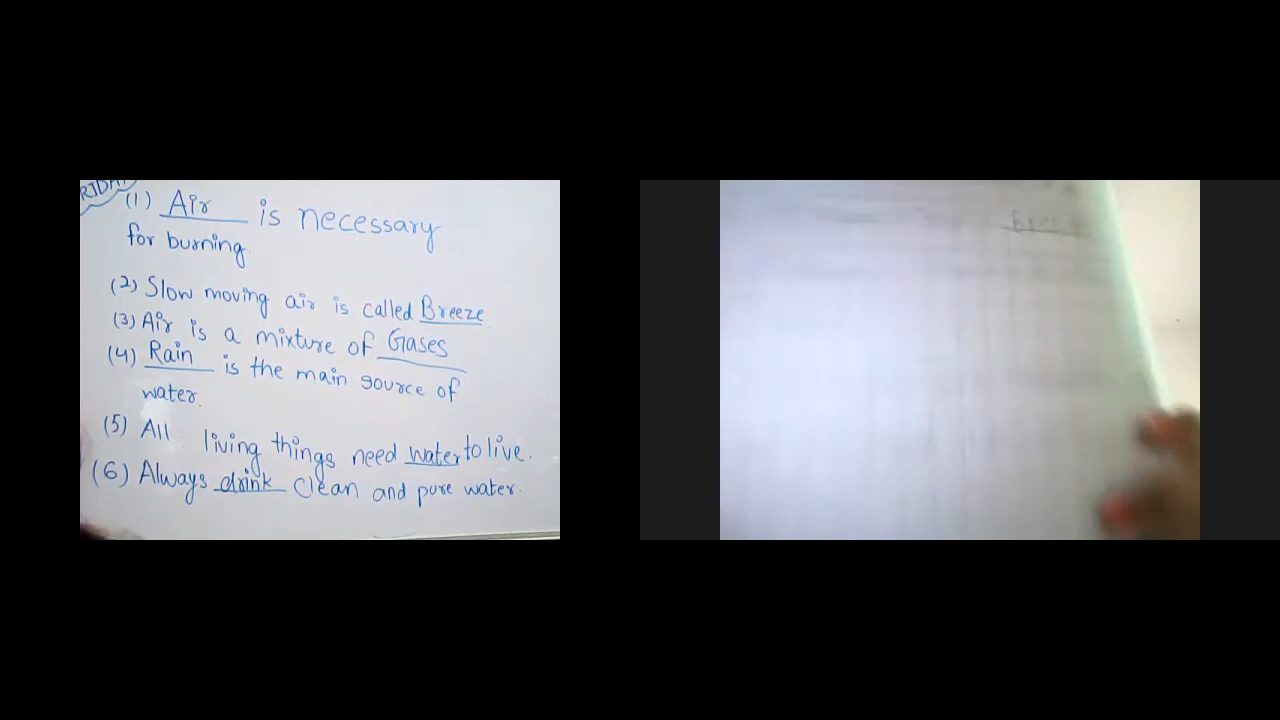 (1) Air is necessary
for burning.
(2) Slow moving air is called Breeze.
(3) Air is a mixture of Gases
(4) Rain is the main source of
water.
(5) All living things need water to live.
(6) Always drink clean and pure water.